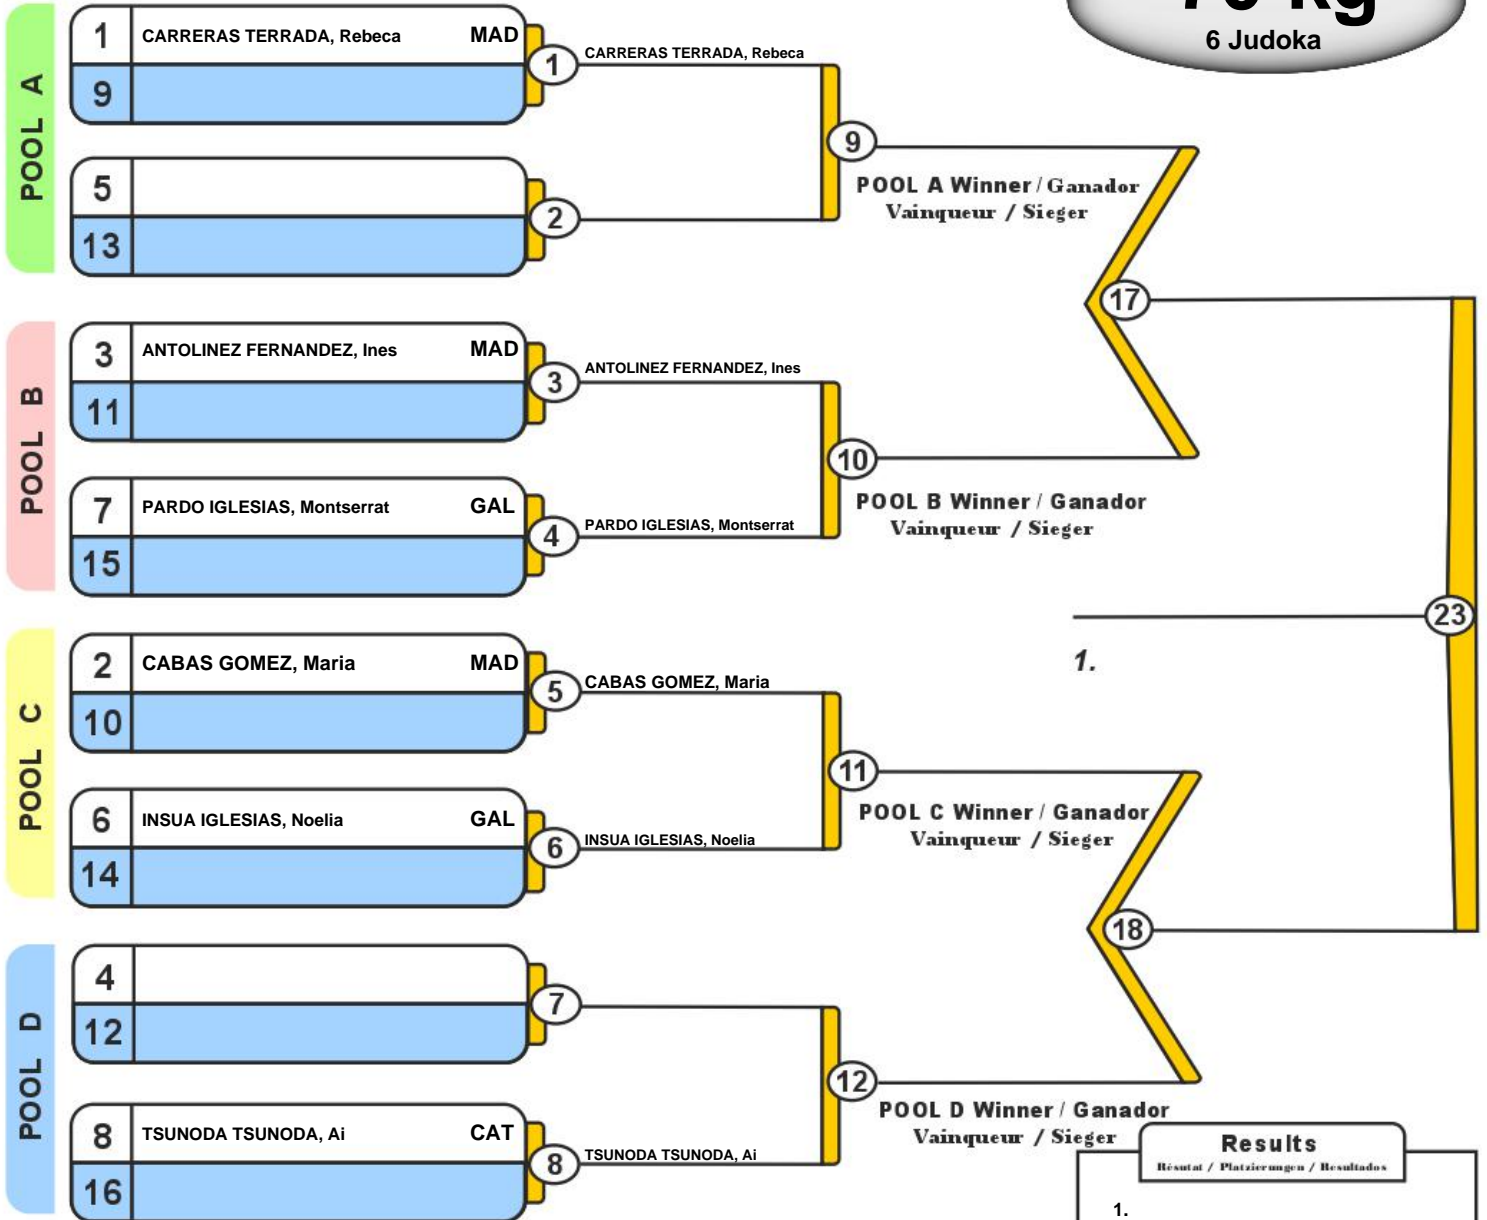 70 kg
6 Judoka
POOL A
1 CARRERAS TERRADA, Rebeca MAD
9
1
CARRERAS TERRADA, Rebeca
5
13
2
9
POOL A Winner / Ganador
Vainqueur / Sieger
POOL B
3 ANTOLINEZ FERNANDEZ, Ines MAD
11
3
ANTOLINEZ FERNANDEZ, Ines
7 PARDO IGLESIAS, Montserrat GAL
15
4
PARDO IGLESIAS, Montserrat
10
POOL B Winner / Ganador
Vainqueur / Sieger
17
23
1.
POOL C
2 CABAS GOMEZ, Maria MAD
10
5
CABAS GOMEZ, Maria
6 INSUA IGLESIAS, Noelia GAL
14
6
INSUA IGLESIAS, Noelia
11
POOL C Winner / Ganador
Vainqueur / Sieger
18
POOL D
4
12
7
8 TSUNODA TSUNODA, Ai CAT
16
8
TSUNODA TSUNODA, Ai
12
POOL D Winner / Ganador
Vainqueur / Sieger
Results
Résutat / Platzierungen / Resultados
1.